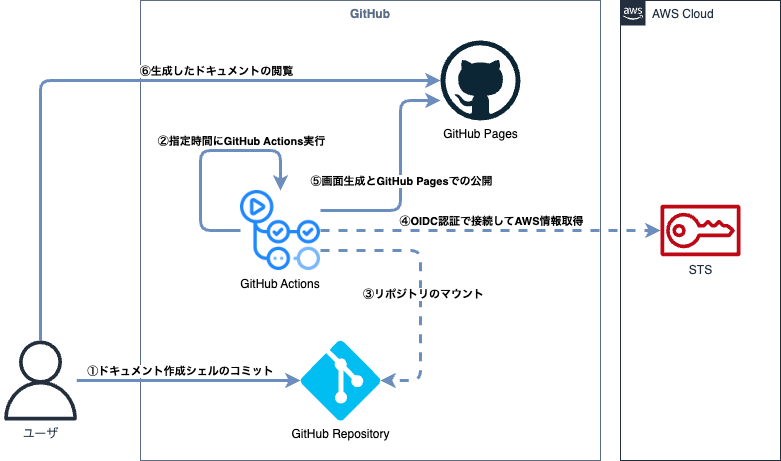 GitHub
aws
AWS Cloud
⑥生成したドキュメントの閲覧
GitHub Pages
②指定時間にGitHub Actions実行
⑤画面生成とGitHub Pagesでの公開
④OIDC認証で接続してAWS情報取得
STS
GitHub Actions
③リポジトリのマウント
①ドキュメント作成シェルのコミット
ユーザ
GitHub Repository